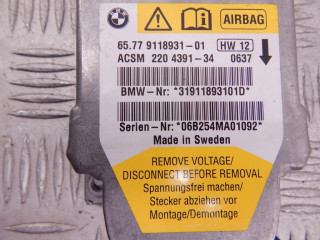 BMW
AIRBAG
65.77 9118931-01 HW 12
ACSM 220 4391-34 0637
BMW-Nr: *31911893101D*
Serien-Nr: *06B254MA01092*
Made in Sweden
REMOVE VOLTAGE/
DISCONNECT BEFORE REMOVAL
Spannungsfrei machen/
Stecker abziehen vor
Montage/Demontage